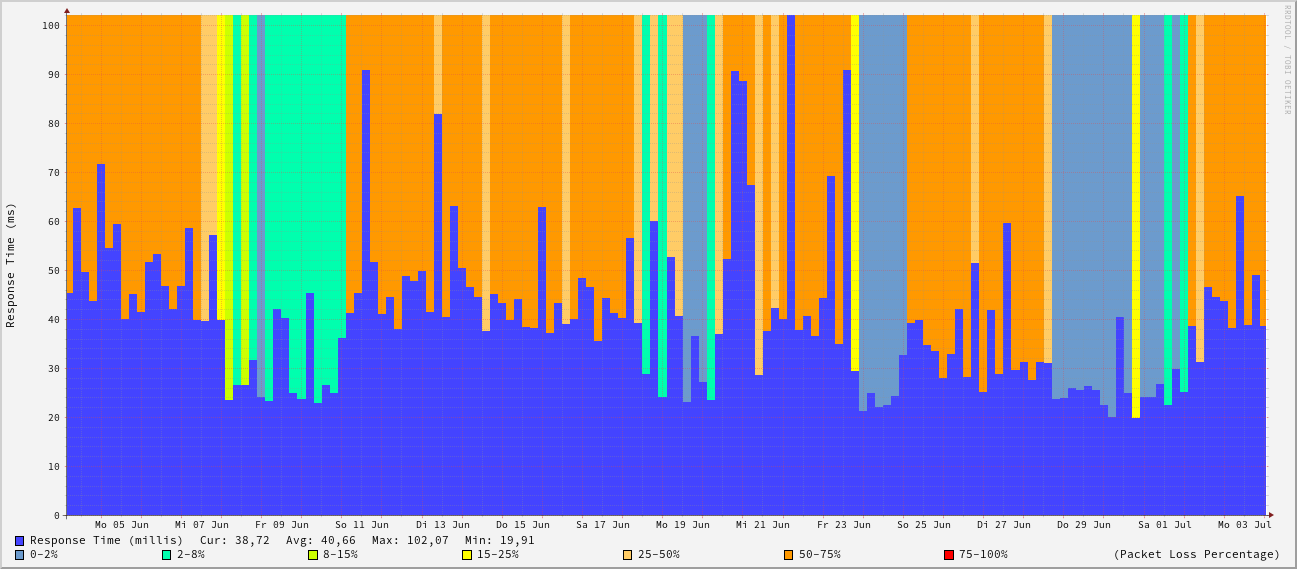 RRDTOOL / TOBI OETIKER
Response Time (ms)
100
90
80
70
60
50
40
30
20
10
0
Mo 05 Jun Mi 07 Jun Fr 09 Jun So 11 Jun Di 13 Jun Do 15 Jun Sa 17 Jun Mo 19 Jun Mi 21 Jun Fr 23 Jun So 25 Jun Di 27 Jun Do 29 Jun Sa 01 Jul Mo 03 Jul
Response Time (millis) Cur: 38,72 Avg: 40,66 Max: 102,07 Min: 19,91
0-2% 2-8% 8-15% 15-25% 25-50% 50-75% 75-100% (Packet Loss Percentage)